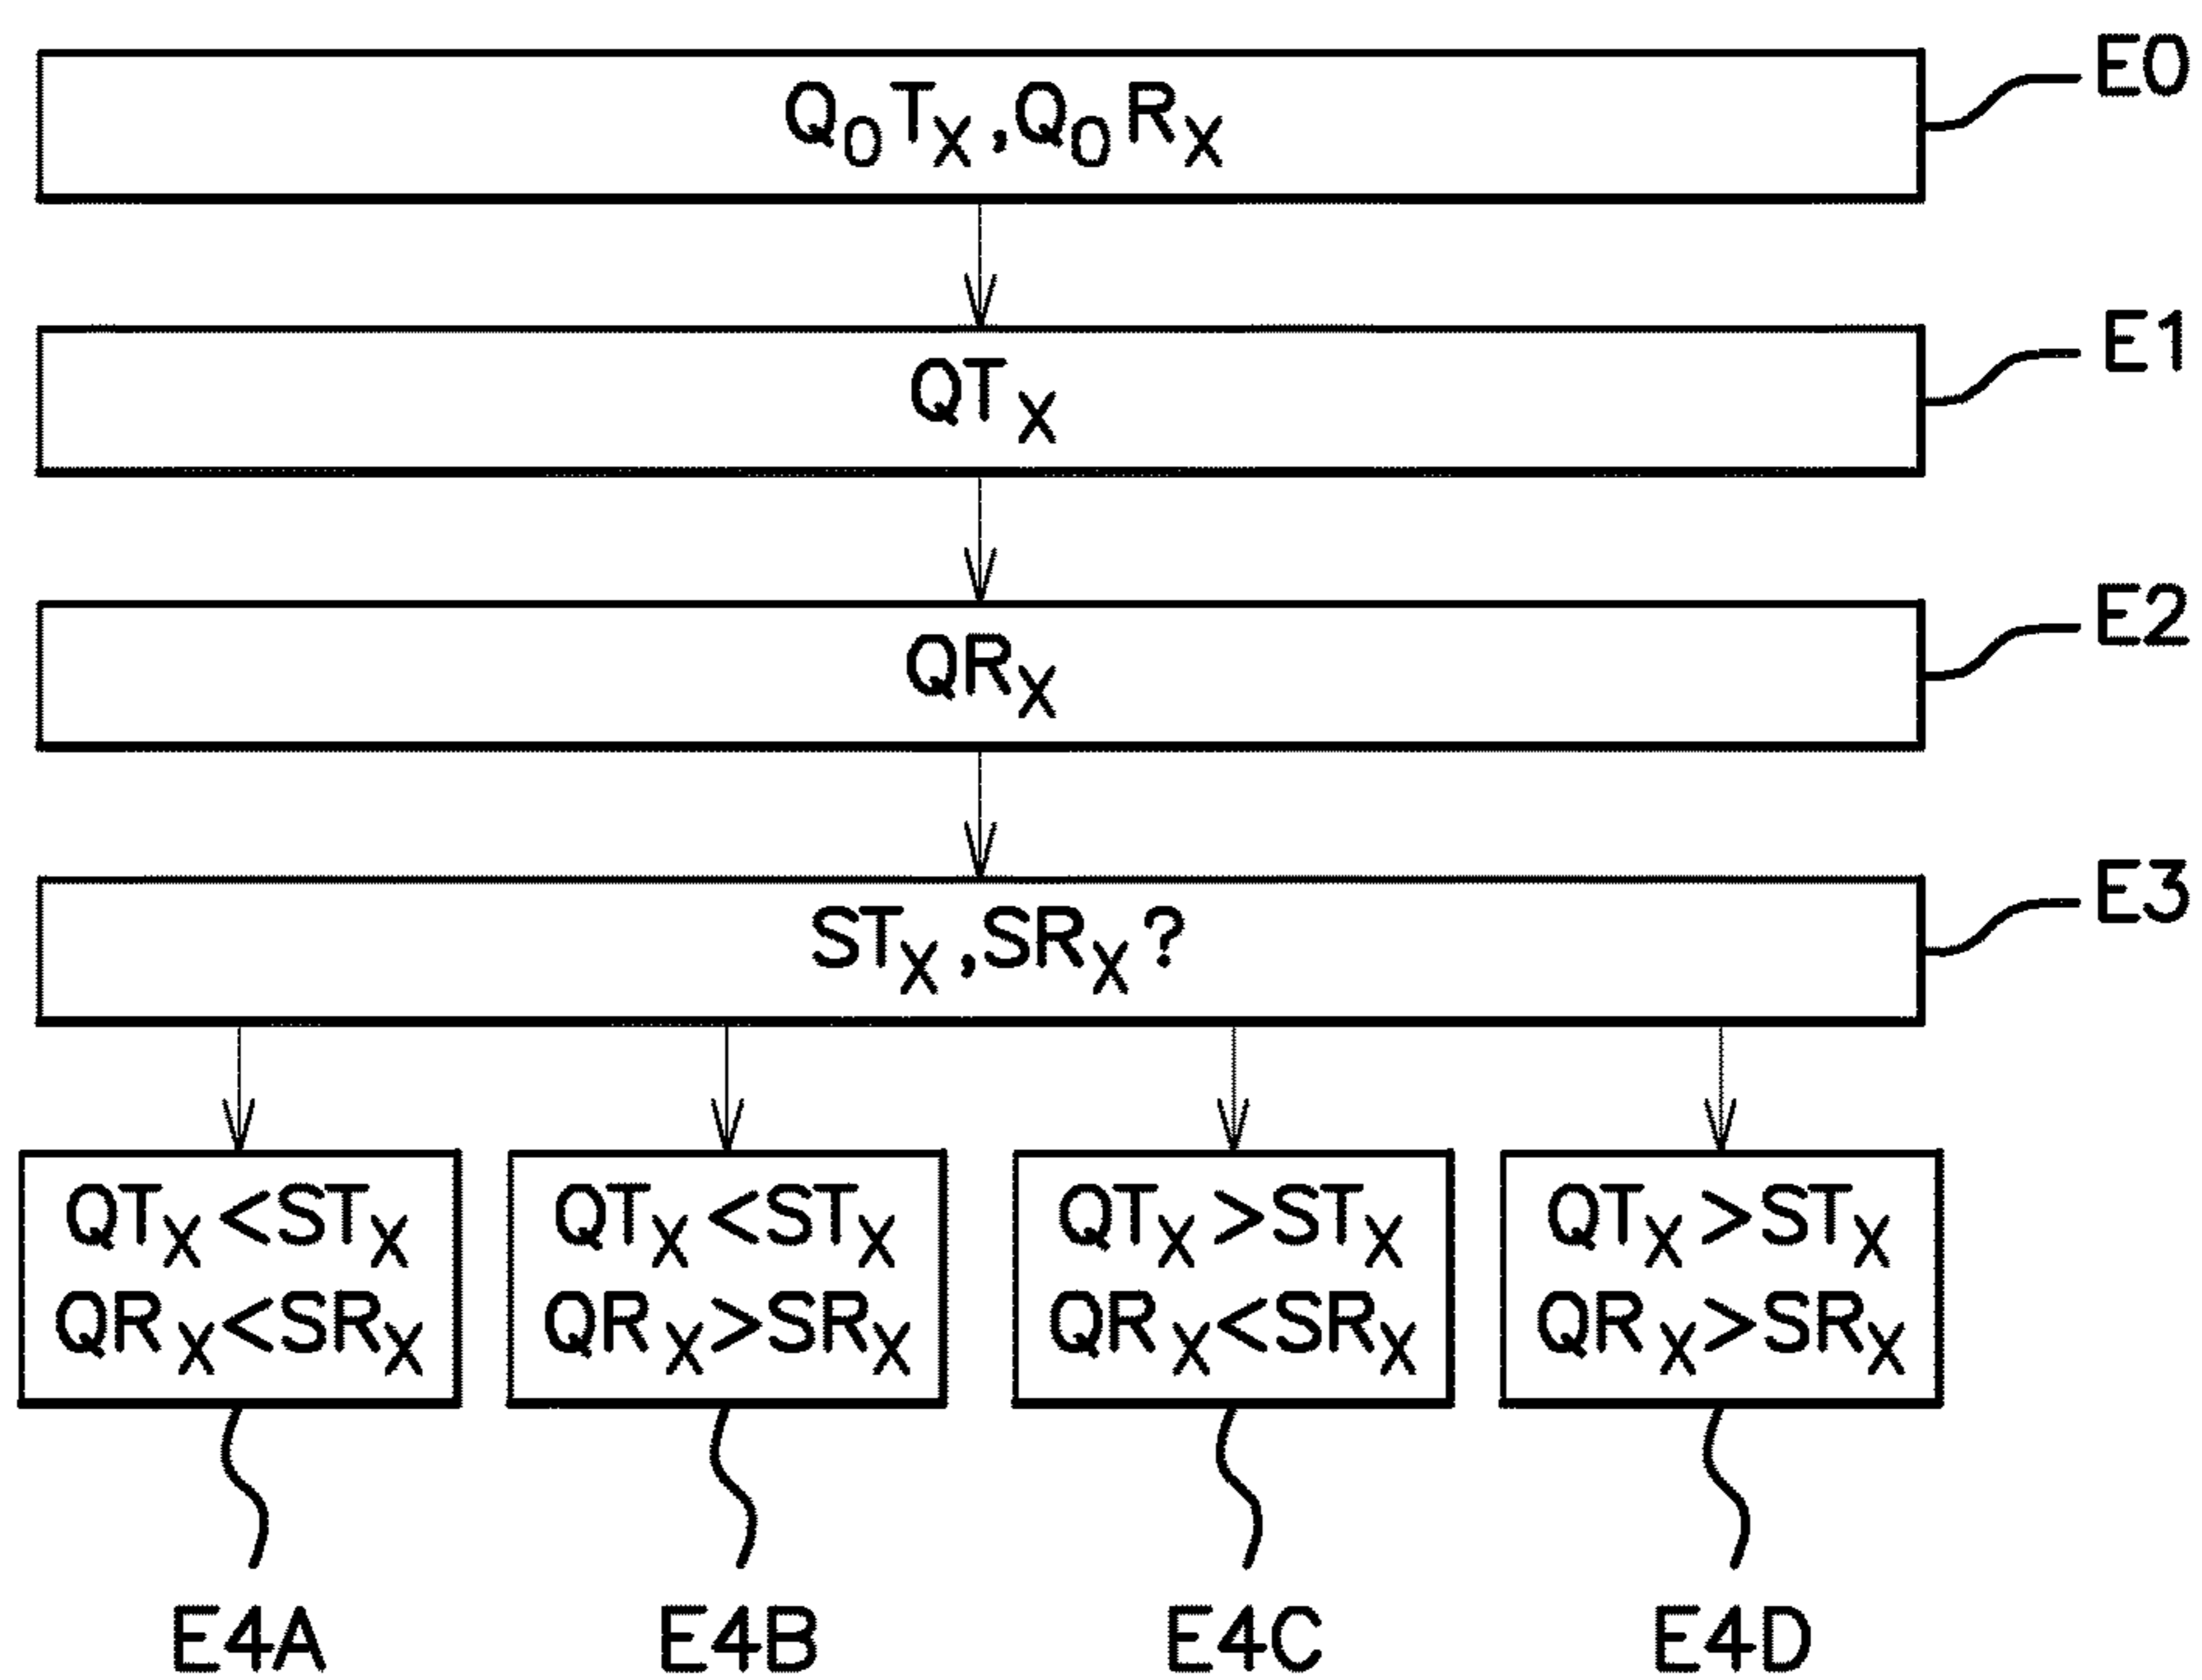 Q₀Tₓ,Q₀Rₓ E0
QTₓ E1
QRₓ E2
STₓ,SRₓ? E3
QTₓ<STₓ QTₓ<STₓ QTₓ>STₓ QTₓ>STₓ
QRₓ<SRₓ QRₓ>SRₓ QRₓ<SRₓ QRₓ>SRₓ
E4A E4B E4C E4D